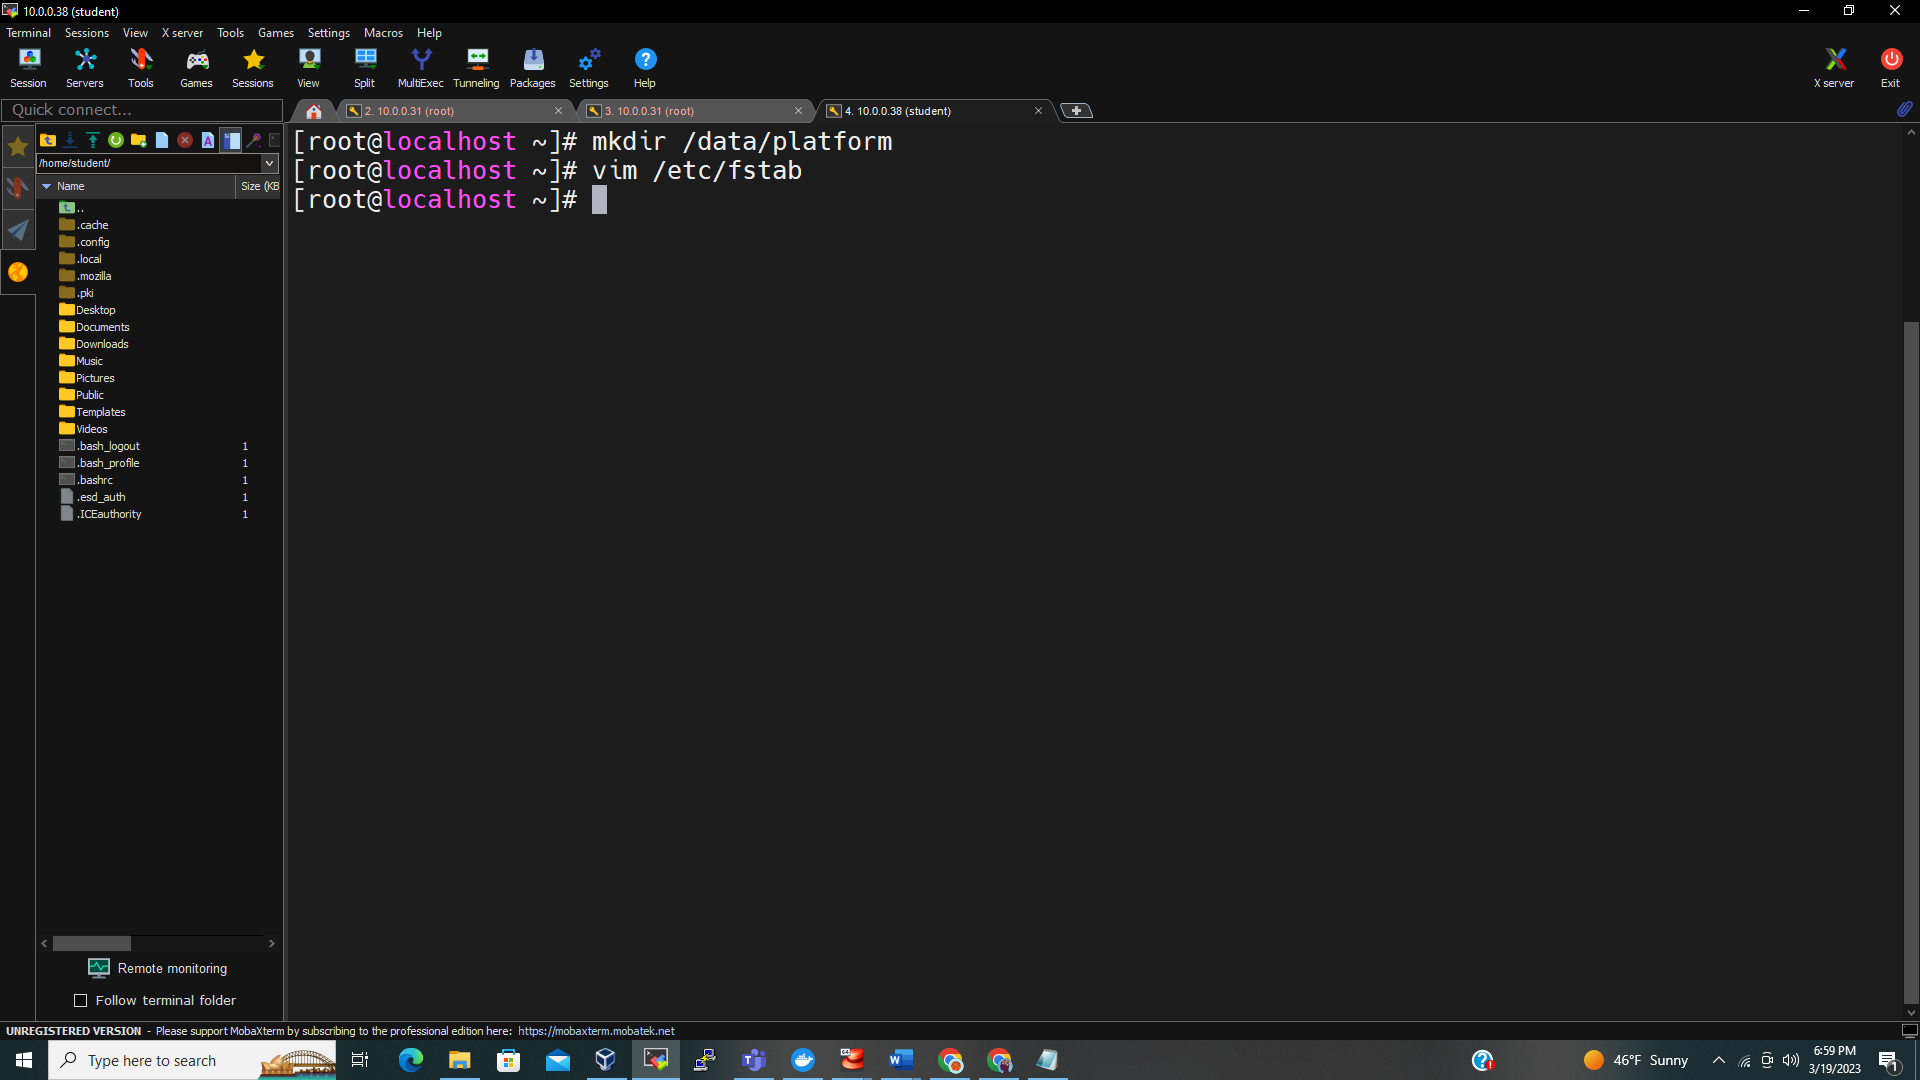 10.0.0.38 (student)
Terminal Sessions View X server Tools Games Settings Macros Help
Session Servers Tools Games Sessions View Split MultiExec Tunneling Packages Settings Help X server Exit
Quick connect...
2. 10.0.0.31 (root)
3. 10.0.0.31 (root)
4. 10.0.0.38 (student)
/home/student/
Name Size (KB
..
.cache
.config
.local
.mozilla
.pki
Desktop
Documents
Downloads
Music
Pictures
Public
Templates
Videos
.bash_logout 1
.bash_profile 1
.bashrc 1
.esd_auth 1
.ICEauthority 1
[root@localhost ~]# mkdir /data/platform
[root@localhost ~]# vim /etc/fstab
[root@localhost ~]#
Remote monitoring
Follow terminal folder
UNREGISTERED VERSION - Please support MobaXterm by subscribing to the professional edition here: https://mobaxterm.mobatek.net
Type here to search
46°F Sunny
6:59 PM
3/19/2023
1